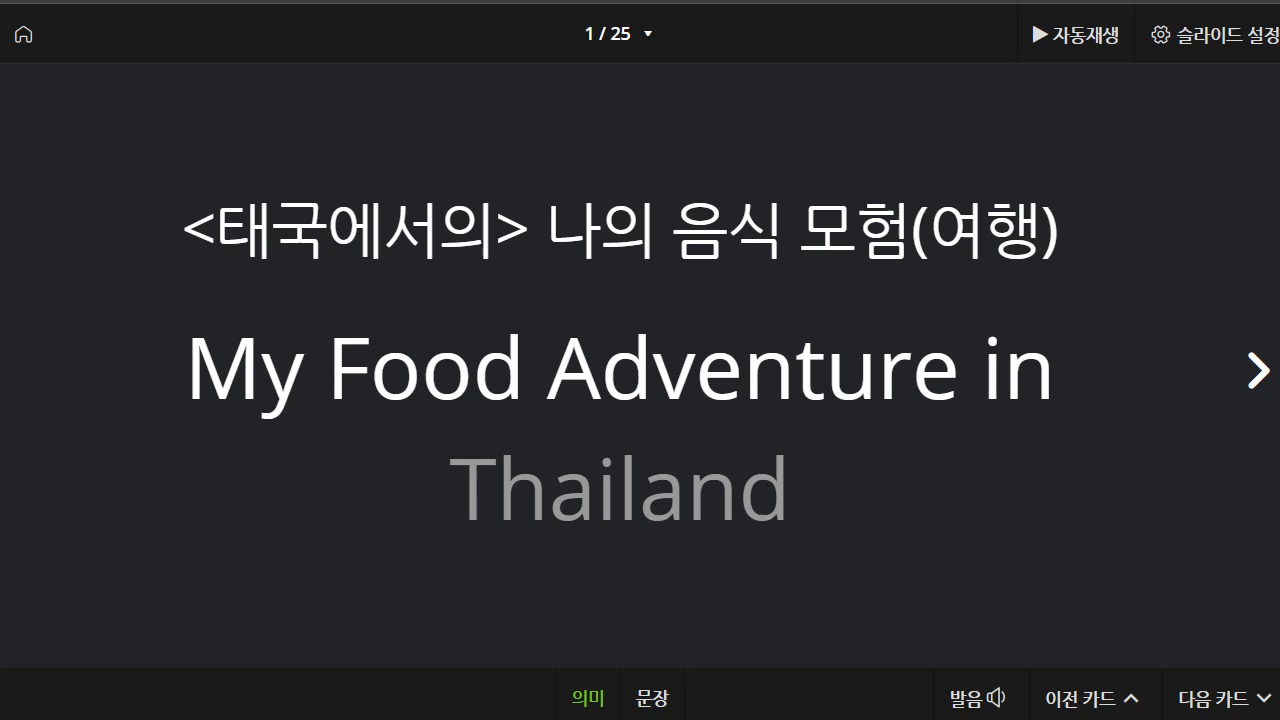 1 / 25
자동재생
슬라이드 설정
<태국에서의> 나의 음식 모험(여행)
My Food Adventure in
Thailand
의미
문장
발음
이전 카드
다음 카드